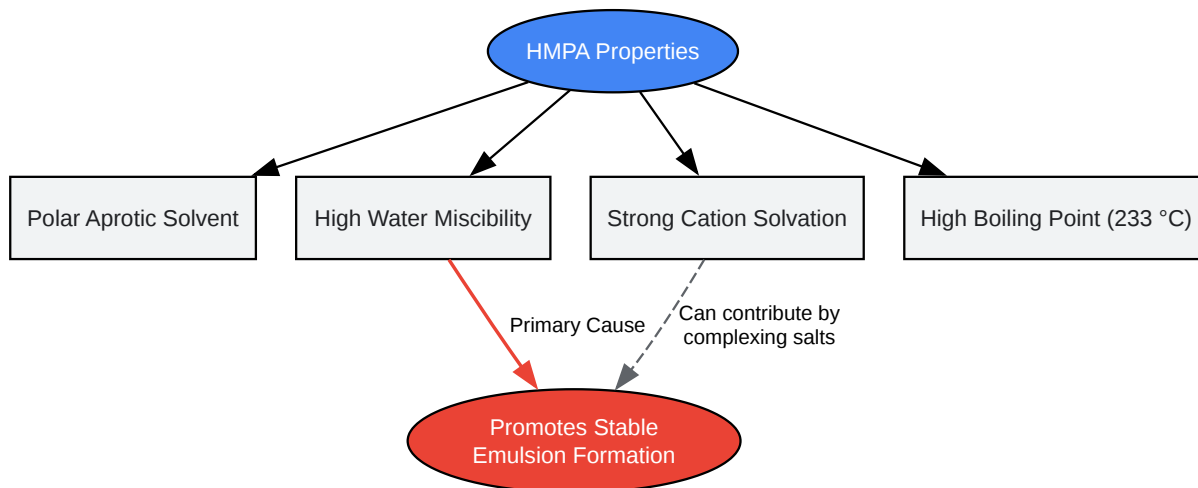 HMPA Properties
Polar Aprotic Solvent
High Water Miscibility
Strong Cation Solvation
High Boiling Point (233 °C)
Primary Cause
Can contribute by
complexing salts
Promotes Stable
Emulsion Formation